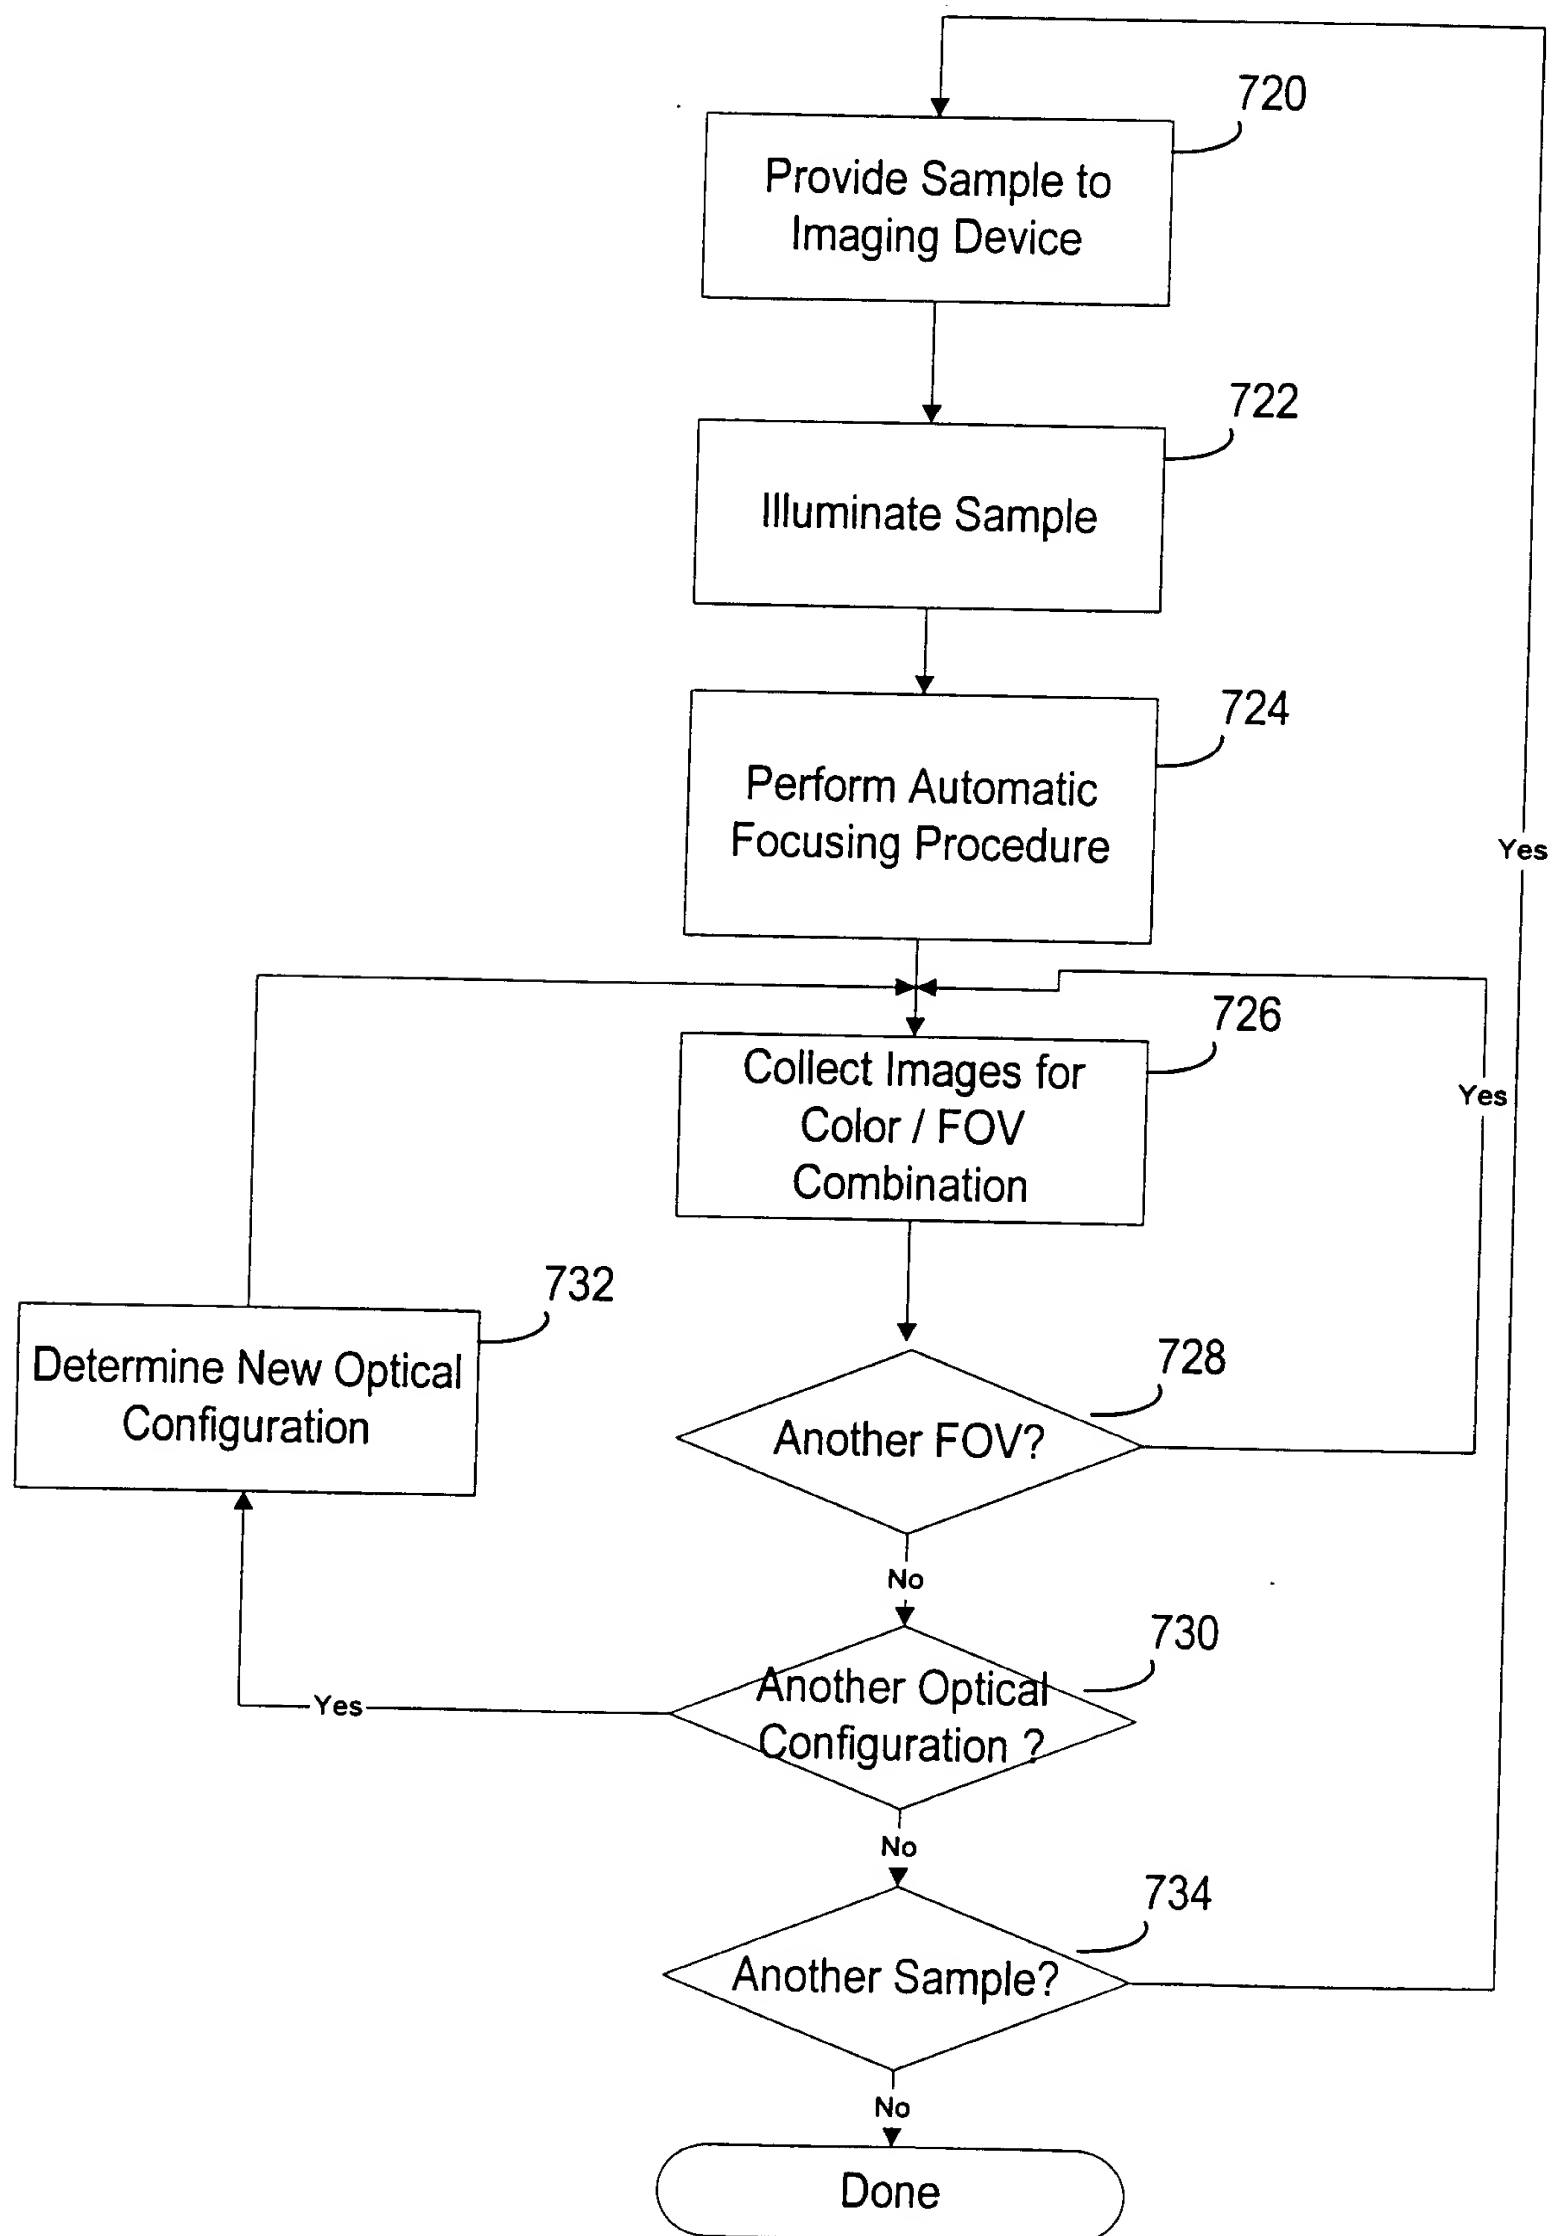 720
Provide Sample to
Imaging Device
722
Illuminate Sample
724
Perform Automatic
Focusing Procedure
Yes
726
Collect Images for
Color / FOV
Combination
Yes
732
Determine New Optical
Configuration
728
Another FOV?
No
730
Another Optical
Configuration ?
Yes
No
734
Another Sample?
No
Done